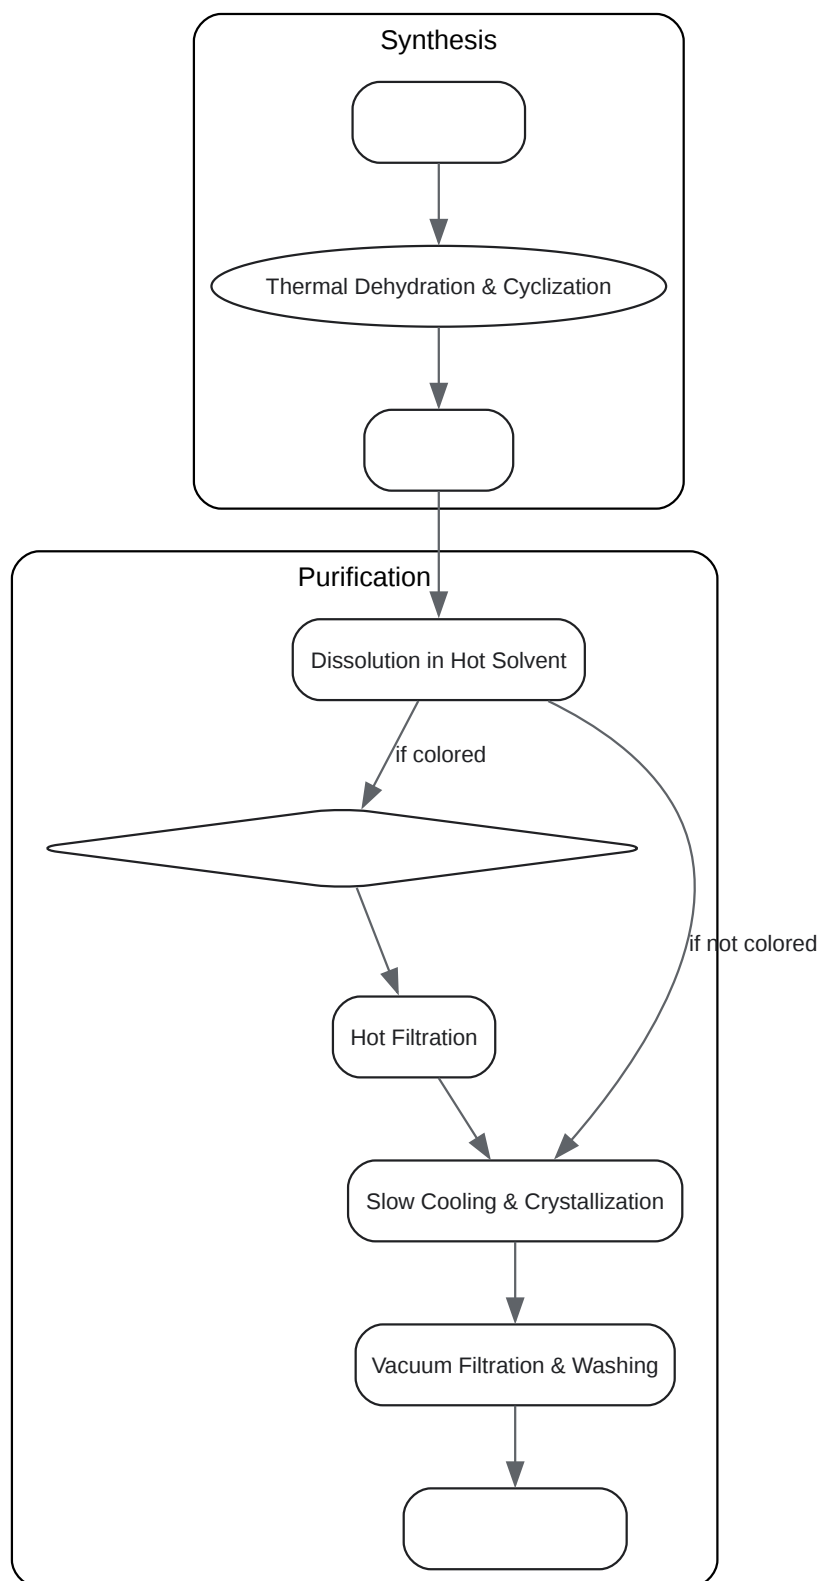 Synthesis
Thermal Dehydration & Cyclization
Purification
Dissolution in Hot Solvent
if colored
if not colored
Hot Filtration
Slow Cooling & Crystallization
Vacuum Filtration & Washing